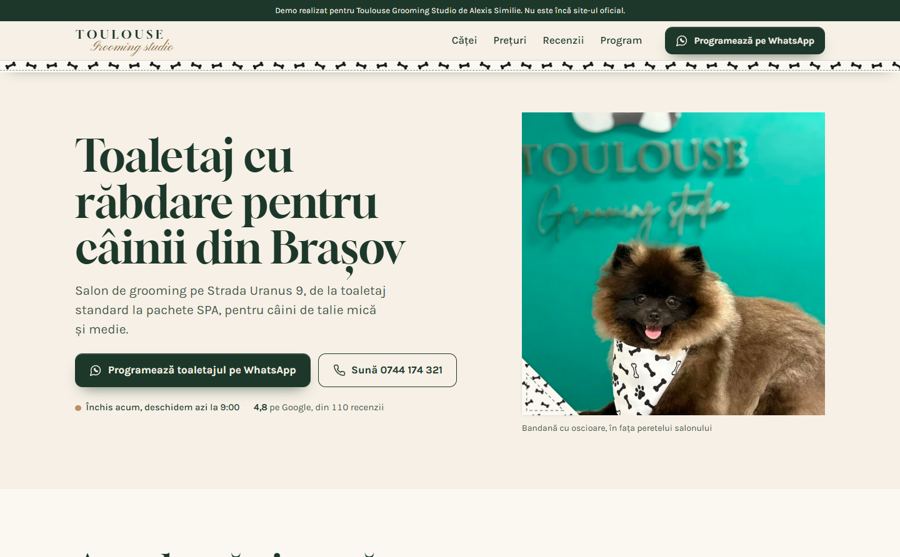 Demo realizat pentru Toulouse Grooming Studio de Alexis Similie. Nu este încă site-ul oficial.
TOULOUSE
Grooming studio
Căței
Prețuri
Recenzii
Program
Programează pe WhatsApp
Toaletaj cu
răbdare pentru
câinii din Brașov
Salon de grooming pe Strada Uranus 9, de la toaletaj
standard la pachete SPA, pentru câini de talie mică
și medie.
Programează toaletajul pe WhatsApp
Sună 0744 174 321
Închis acum, deschidem azi la 9:00
4,8 pe Google, din 110 recenzii
TOULOUSE
Grooming studio
Bandană cu oscioare, în fața peretelui salonului